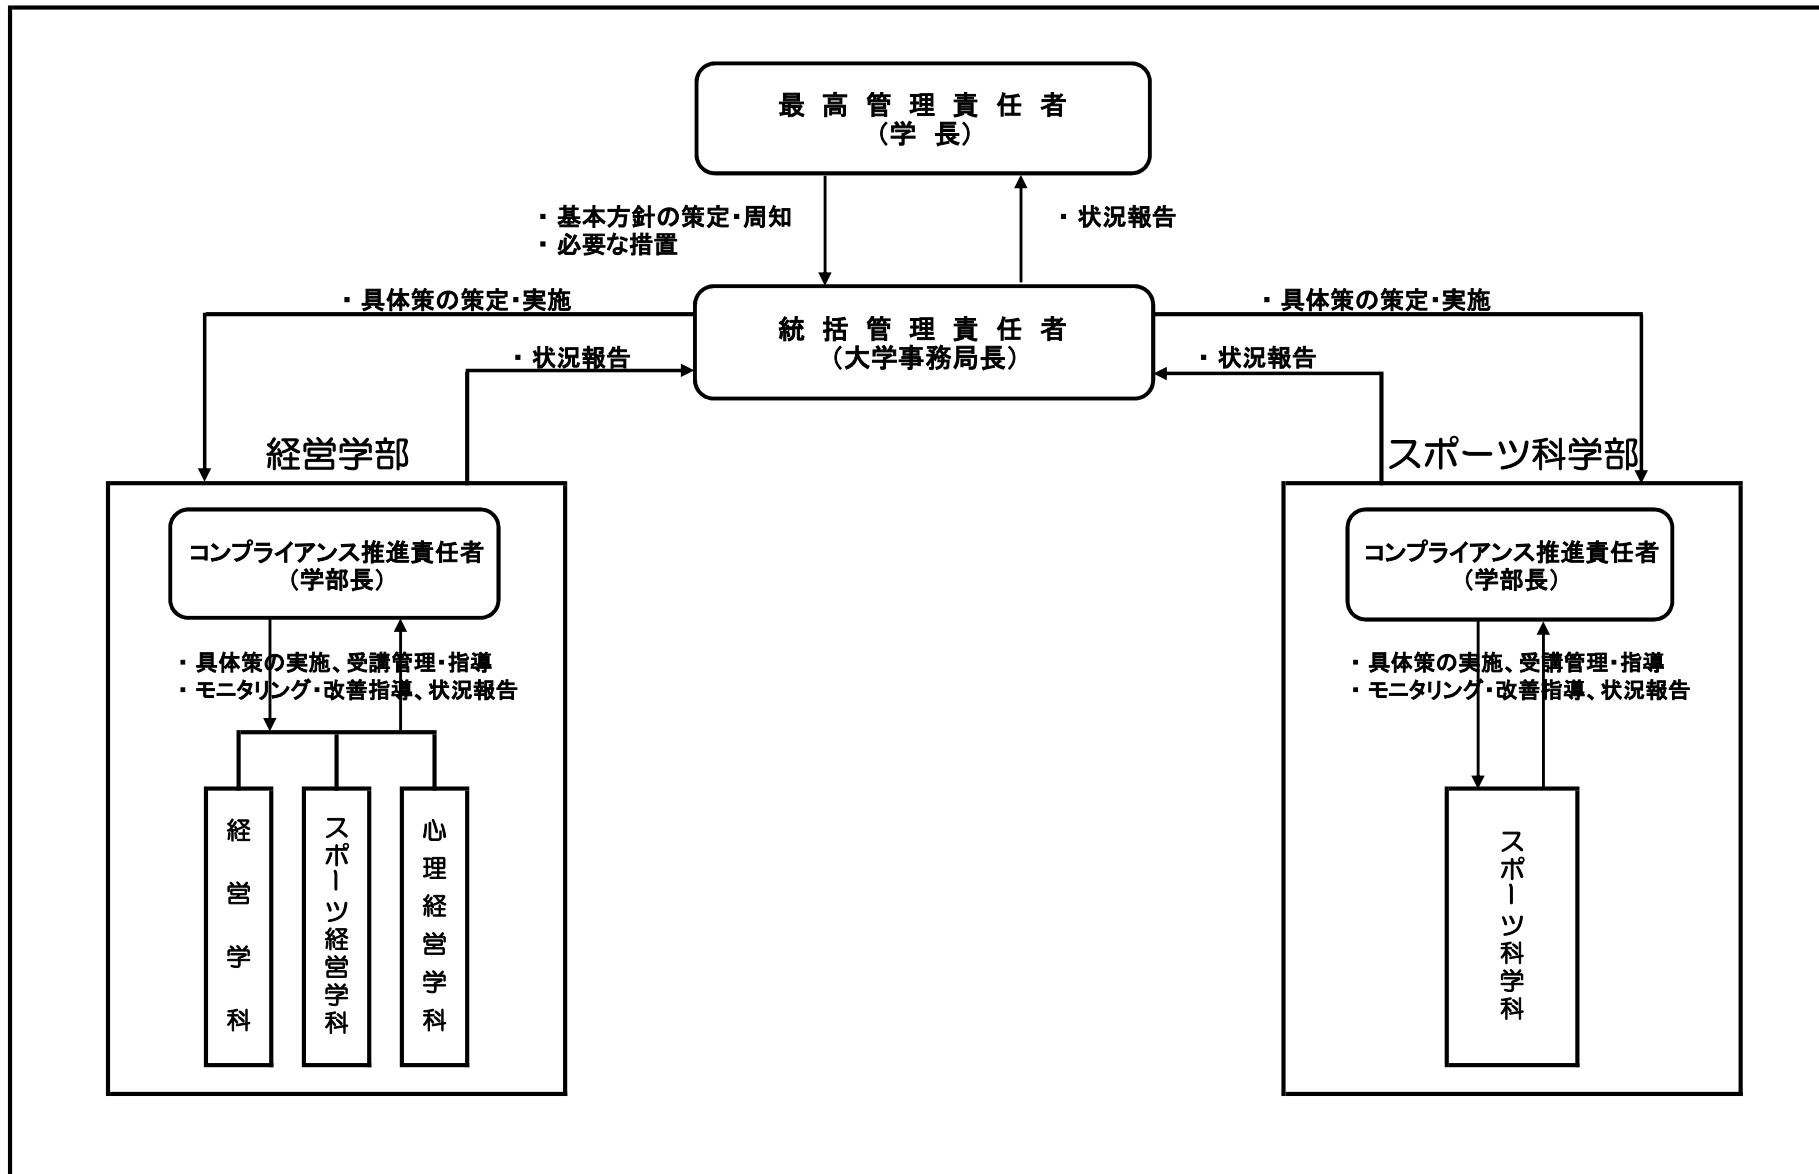 最高管理責任者
（学 長）
・基本方針の策定・周知
・必要な措置
・状況報告
・具体策の策定・実施
・具体策の策定・実施
統括管理責任者
（大学事務局長）
・状況報告
・状況報告
経営学部
コンプライアンス推進責任者
（学部長）
・具体策の実施、受講管理・指導
・モニタリング・改善指導、状況報告
経営学科
スポーツ経営学科
心理経営学科
スポーツ科学部
コンプライアンス推進責任者
（学部長）
・具体策の実施、受講管理・指導
・モニタリング・改善指導、状況報告
スポーツ科学科